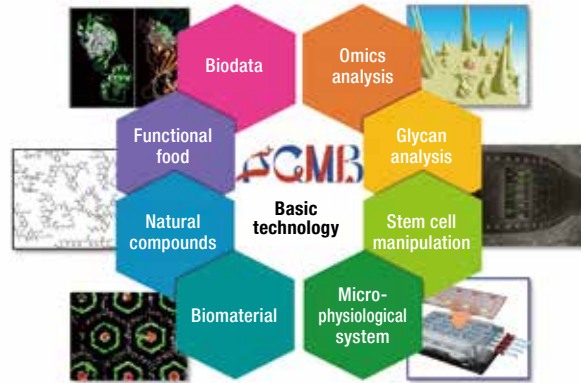 Biodata
Omics
analysis
Functional
food
Glycan
analysis
CMB
Basic
technology
Natural
compounds
Stem cell
manipulation
Biomaterial
Micro-
physiological
system